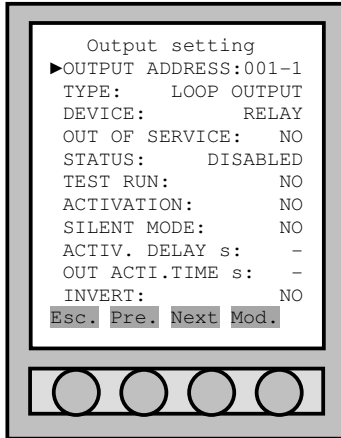 Output setting
►OUTPUT ADDRESS:001-1
TYPE: LOOP OUTPUT
DEVICE: RELAY
OUT OF SERVICE: NO
STATUS: DISABLED
TEST RUN: NO
ACTIVATION: NO
SILENT MODE: NO
ACTIV. DELAY s: -
OUT ACTI.TIME s: -
INVERT: NO
Esc. Pre. Next Mod.